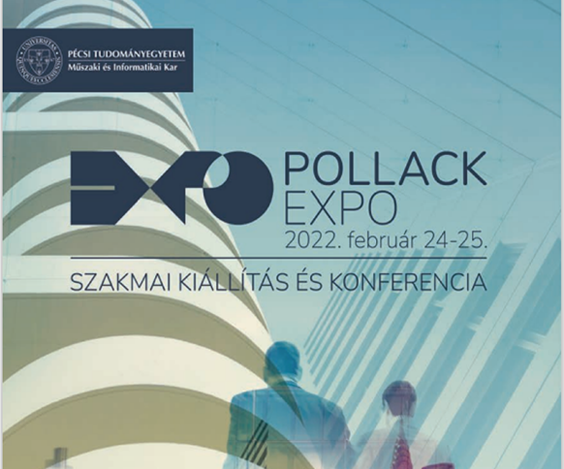 PÉCSI TUDOMÁNYEGYETEM
Műszaki és Informatikai Kar
EXPO
POLLACK
EXPO
2022. február 24-25.
SZAKMAI KIÁLLÍTÁS ÉS KONFERENCIA